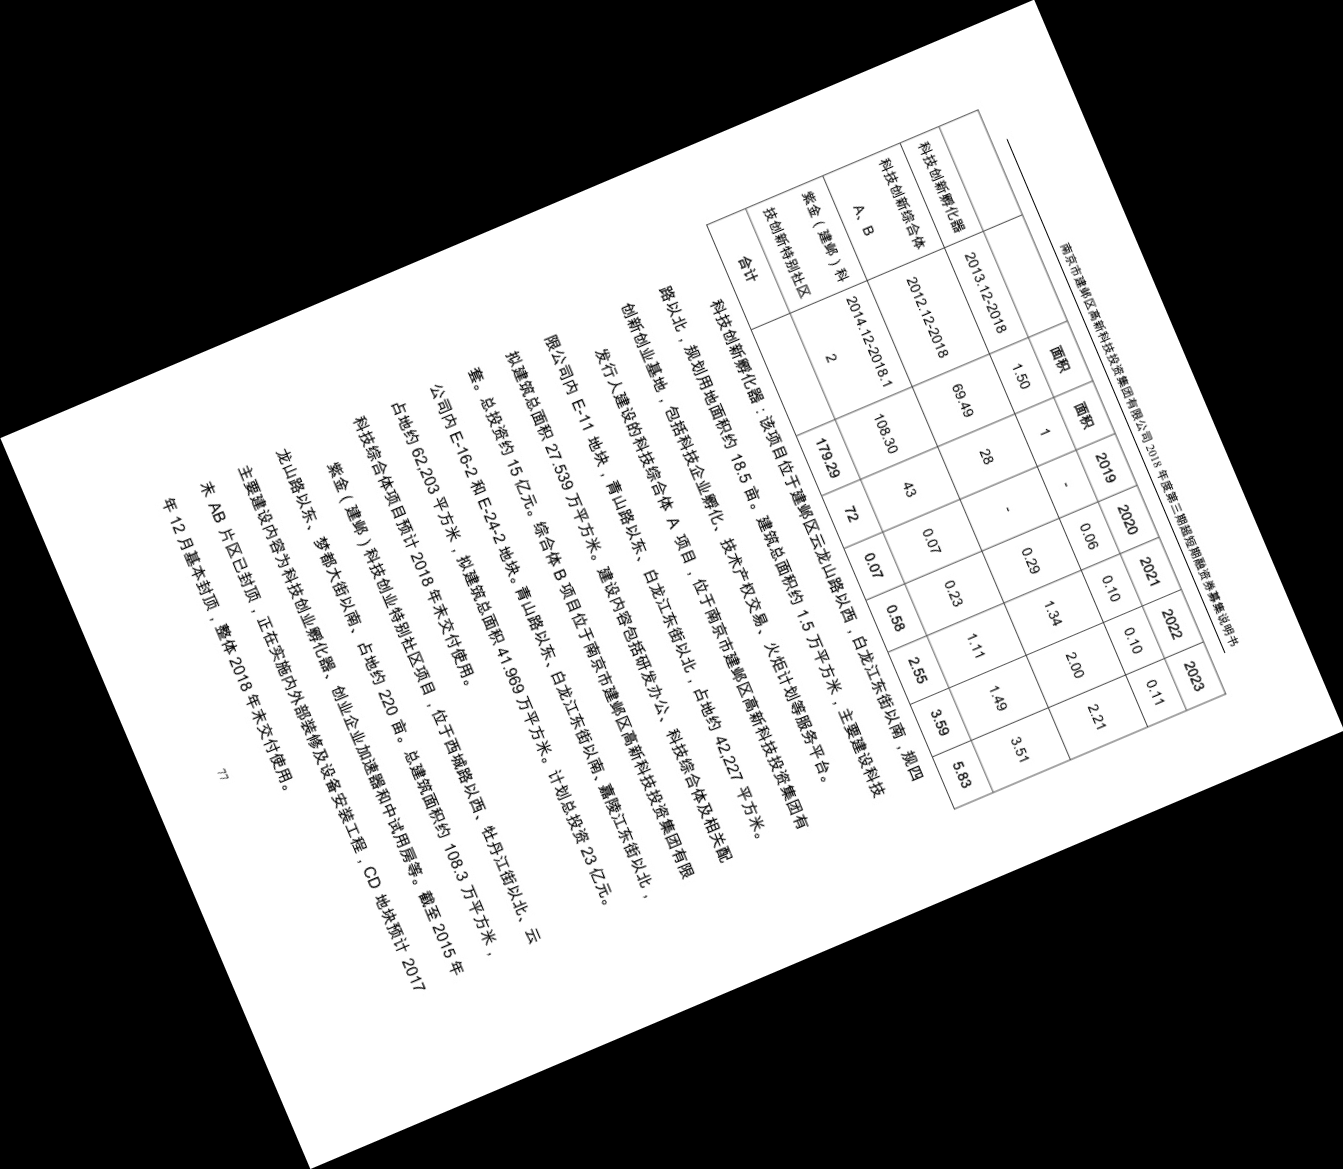 南京市建邺区高新科技投资集团有限公司 2018 年度第三期超短期融资券募集说明书
面积 面积 2019 2020 2021 2022 2023
科技创新孵化器 2013.12-2018 1.50 1 - 0.06 0.10 0.10 0.11
科技创新综合体
A、B 2012.12-2018 69.49 28 - 0.29 1.34 2.00 2.21
紫金（建邺）科
技创新特别社区 2014.12-2018.1
2 108.30 43 0.07 0.23 1.11 1.49 3.51
合计 179.29 72 0.07 0.58 2.55 3.59 5.83
科技创新孵化器：该项目位于建邺区云龙山路以西，白龙江东街以南，规四
路以北，规划用地面积约 18.5 亩。建筑总面积约 1.5 万平方米，主要建设科技
创新创业基地，包括科技企业孵化、技术产权交易、火炬计划等服务平台。
发行人建设的科技综合体 A 项目，位于南京市建邺区高新科技投资集团有
限公司内 E-11 地块，青山路以东、白龙江东街以北，占地约 42.227 平方米。
拟建筑总面积 27.539 万平方米。建设内容包括研发办公、科技综合体及相关配
套。总投资约 15 亿元。综合体 B 项目位于南京市建邺区高新科技投资集团有限
公司内 E-16-2 和 E-24-2 地块。青山路以东、白龙江东街以南、嘉陵江东街以北，
占地约 62.203 平方米，拟建筑总面积 41.969 万平方米。计划总投资 23 亿元。
科技综合体项目预计 2018 年末交付使用。
紫金（建邺）科技创业特别社区项目，位于西城路以西、牡丹江街以北、云
龙山路以东、梦都大街以南、占地约 220 亩。总建筑面积约 108.3 万平方米，
主要建设内容为科技创业孵化器、创业企业加速器和中试用房等。截至 2015 年
末 AB 片区已封顶，正在实施内外部装修及设备安装工程，CD 地块预计 2017
年 12 月基本封顶，整体 2018 年末交付使用。
77